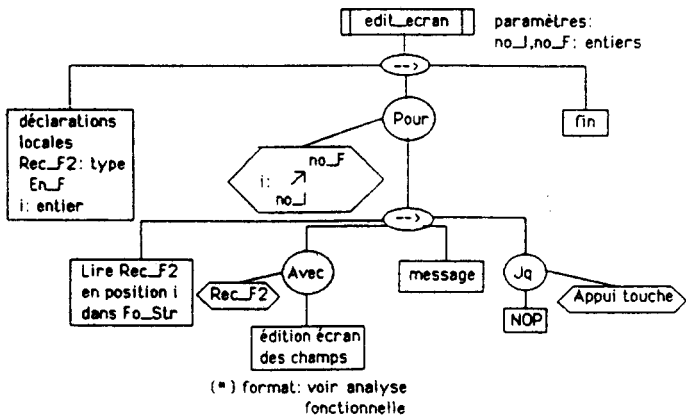 edit_ecran
paramètres:
no_I,no_F: entiers
-->
déclarations
locales
Rec_F2: type
En_F
i: entier
Pour
fin
no_F
i:
no_I
-->
Lire Rec_F2
en position i
dans Fo_Str
Rec_F2
Avec
message
Jq
Appui touche
NOP
édition écran
des champs
(*) format: voir analyse
fonctionnelle